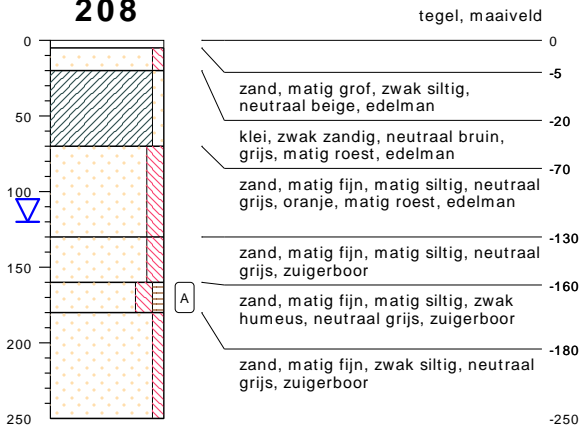 208
tegel, maaiveld
0
0
-5
zand, matig grof, zwak siltig,
neutraal beige, edelman
-20
50
klei, zwak zandig, neutraal bruin,
grijs, matig roest, edelman
-70
zand, matig fijn, matig siltig, neutraal
grijs, oranje, matig roest, edelman
100
-130
zand, matig fijn, matig siltig, neutraal
grijs, zuigerboor
150
-160
A
zand, matig fijn, matig siltig, zwak
humeus, neutraal grijs, zuigerboor
-180
200
zand, matig fijn, zwak siltig, neutraal
grijs, zuigerboor
250
-250